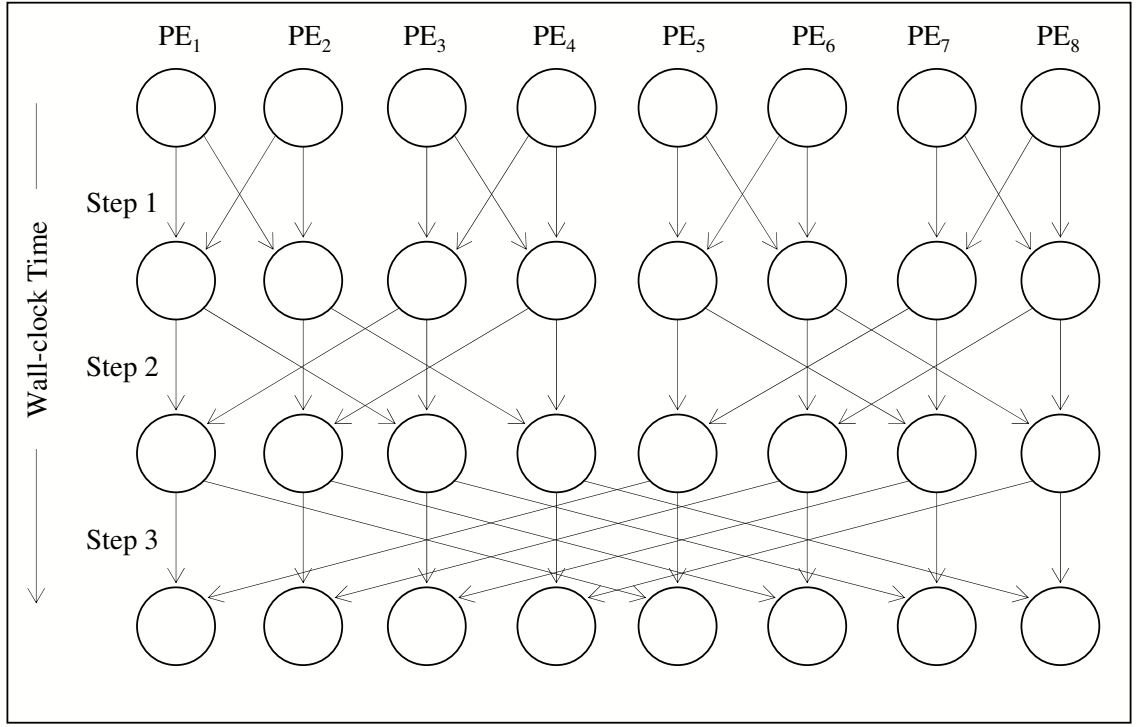 PE1 PE2 PE3 PE4 PE5 PE6 PE7 PE8
Step 1
Wall-clock Time
Step 2
Step 3